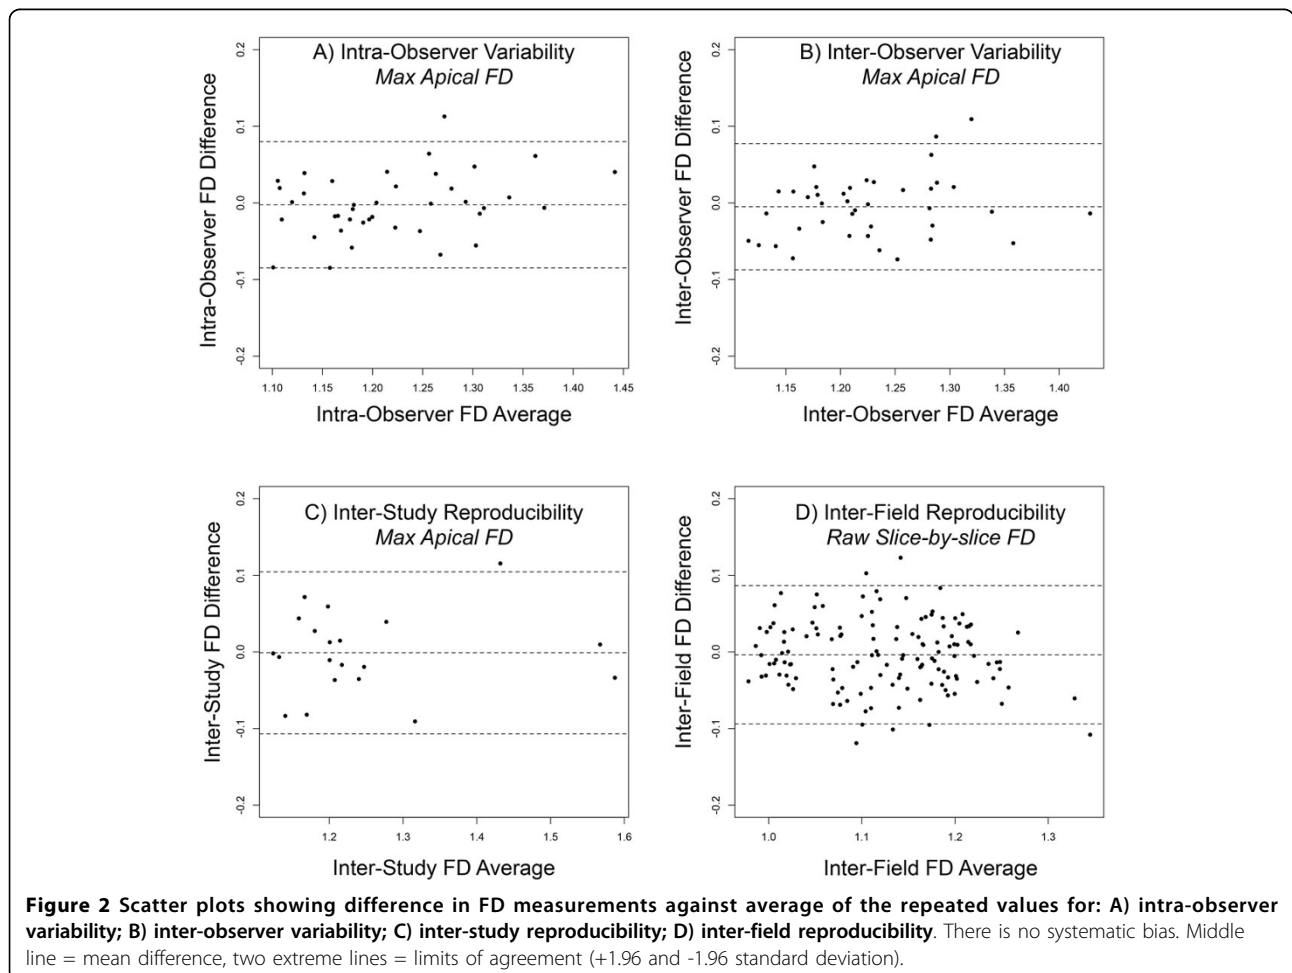 A) Intra-Observer Variability
Max Apical FD
Intra-Observer FD Difference
0.2
0.1
0.0
-0.1
-0.2
1.10 1.15 1.20 1.25 1.30 1.35 1.40 1.45
Intra-Observer FD Average
B) Inter-Observer Variability
Max Apical FD
Inter-Observer FD Difference
0.2
0.1
0.0
-0.1
-0.2
1.15 1.20 1.25 1.30 1.35 1.40
Inter-Observer FD Average
C) Inter-Study Reproducibility
Max Apical FD
Inter-Study FD Difference
0.2
0.1
0.0
-0.1
-0.2
1.2 1.3 1.4 1.5 1.6
Inter-Study FD Average
D) Inter-Field Reproducibility
Raw Slice-by-slice FD
Inter-Field FD Difference
0.2
0.1
0.0
-0.1
-0.2
1.0 1.1 1.2 1.3
Inter-Field FD Average
Figure 2 Scatter plots showing difference in FD measurements against average of the repeated values for: A) intra-observer
variability; B) inter-observer variability; C) inter-study reproducibility; D) inter-field reproducibility. There is no systematic bias. Middle
line = mean difference, two extreme lines = limits of agreement (+1.96 and -1.96 standard deviation).